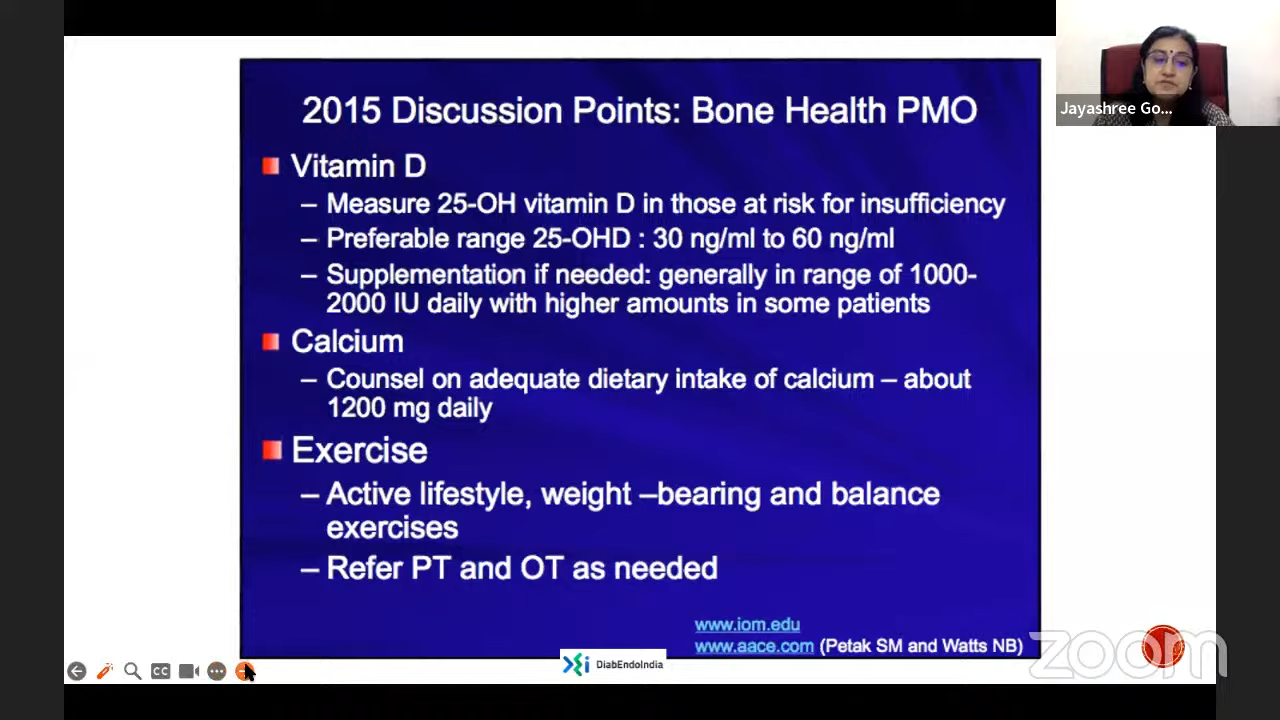 2015 Discussion Points: Bone Health PMO
Vitamin D
– Measure 25-OH vitamin D in those at risk for insufficiency
– Preferable range 25-OHD : 30 ng/ml to 60 ng/ml
– Supplementation if needed: generally in range of 1000-
2000 IU daily with higher amounts in some patients
Calcium
– Counsel on adequate dietary intake of calcium – about
1200 mg daily
Exercise
– Active lifestyle, weight –bearing and balance
exercises
– Refer PT and OT as needed
www.iom.edu
www.aace.com (Petak SM and Watts NB)
Jayashree Go...
DiabEndoIndia
CC
zoom